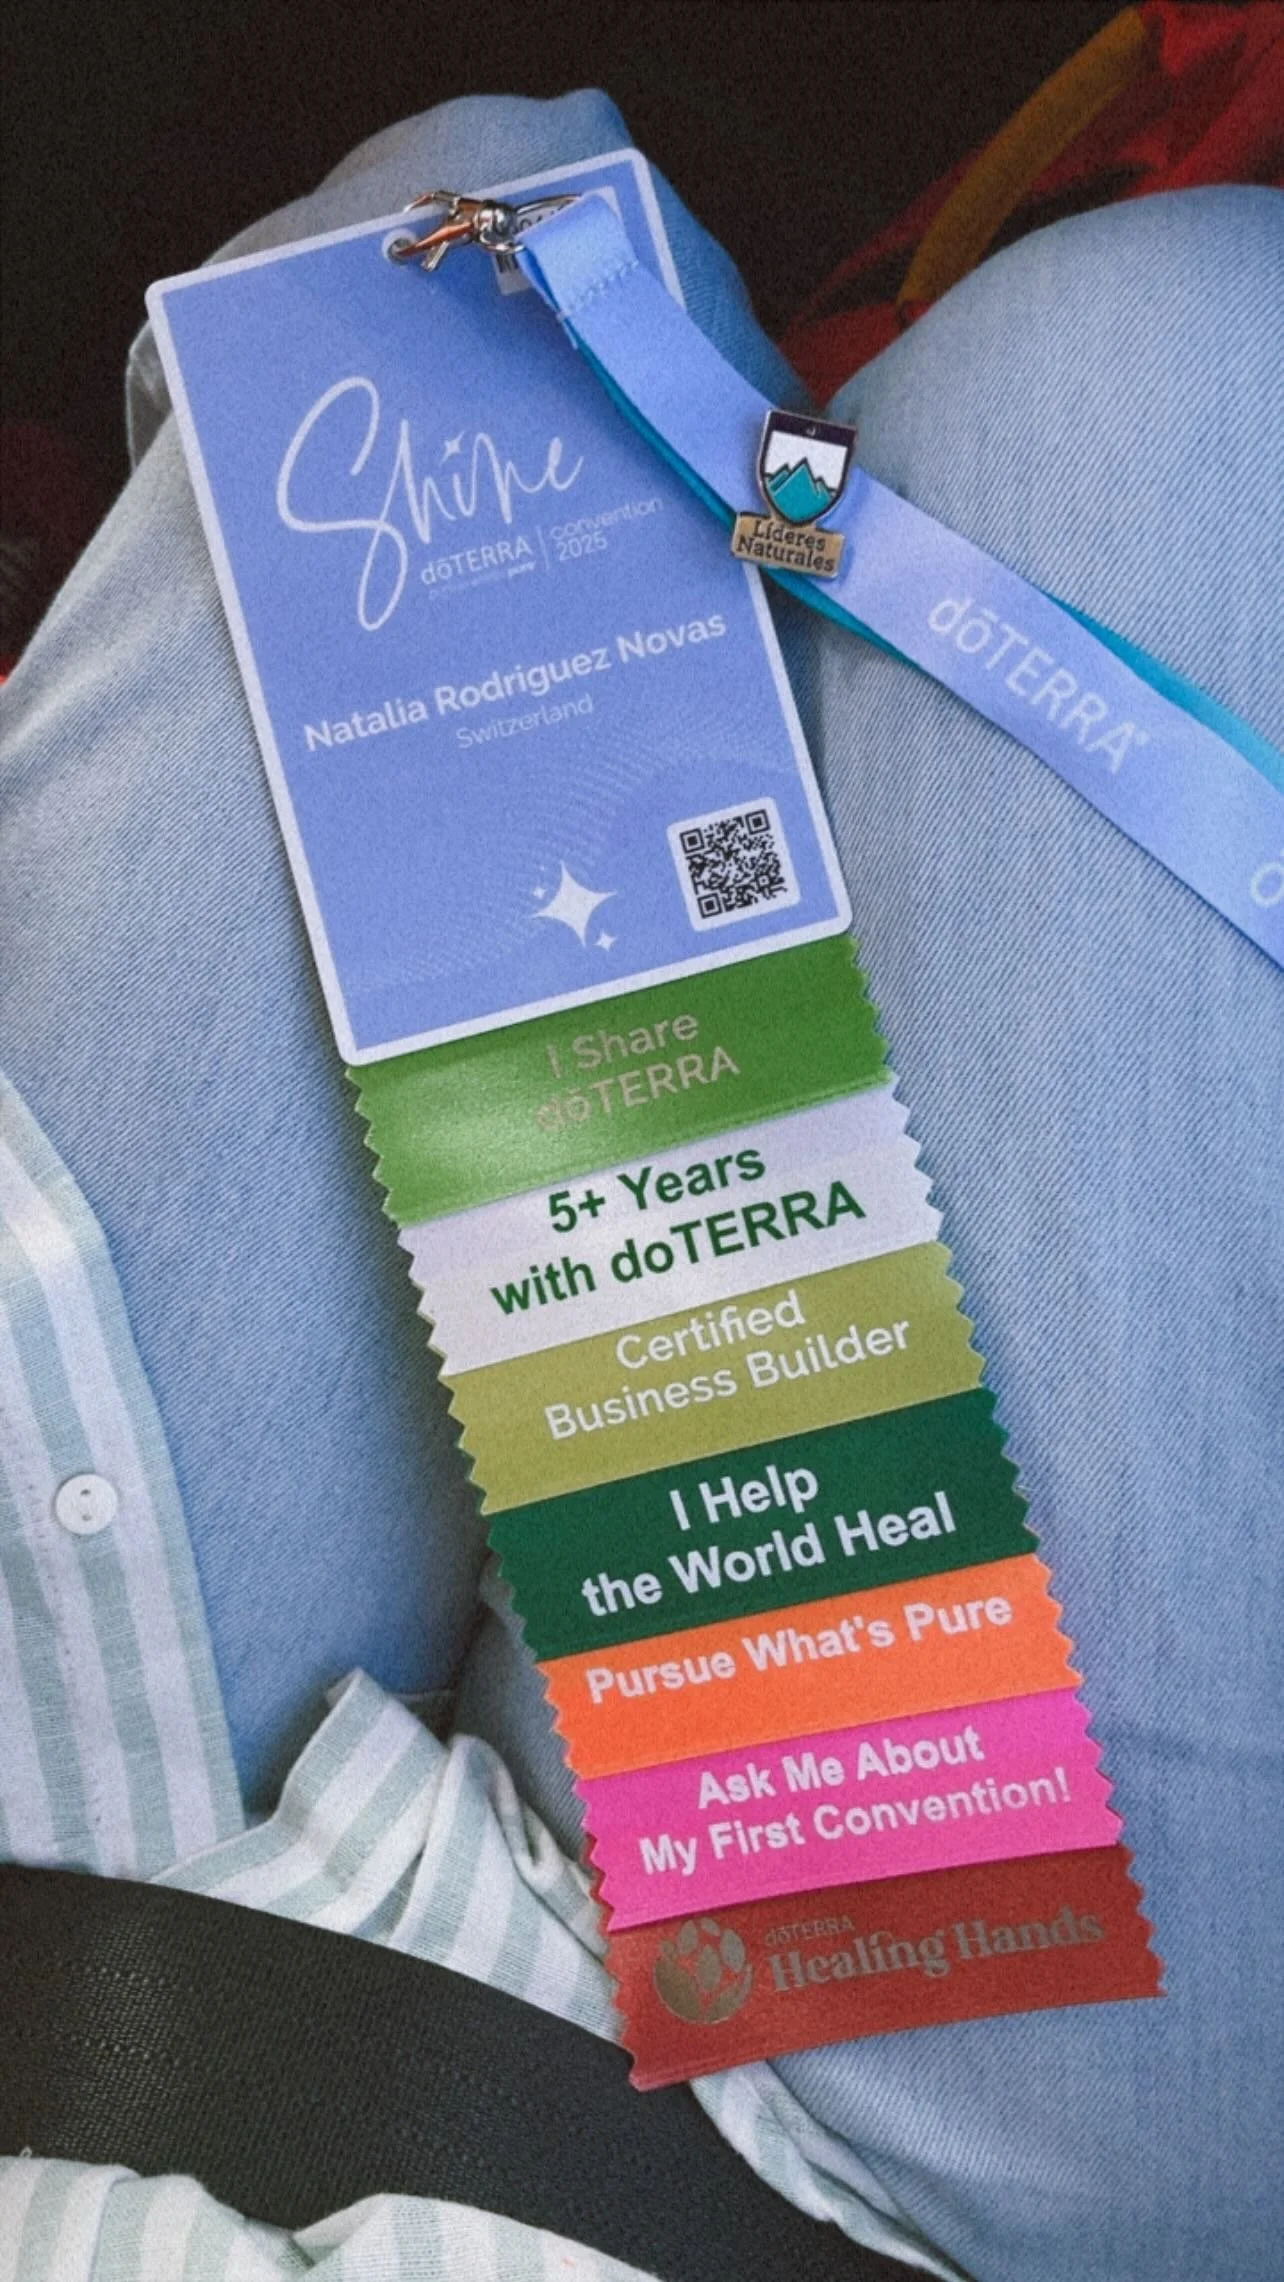 Shine
dōTERRA
convention
2025
Natalia Rodriguez Novas
Switzerland
Líderes
Naturales
dōTERRA
I Share
dōTERRA
5+ Years
with doTERRA
Certified
Business Builder
I Help
the World Heal
Pursue What's Pure
Ask Me About
My First Convention!
dōTERRA
Healing Hands